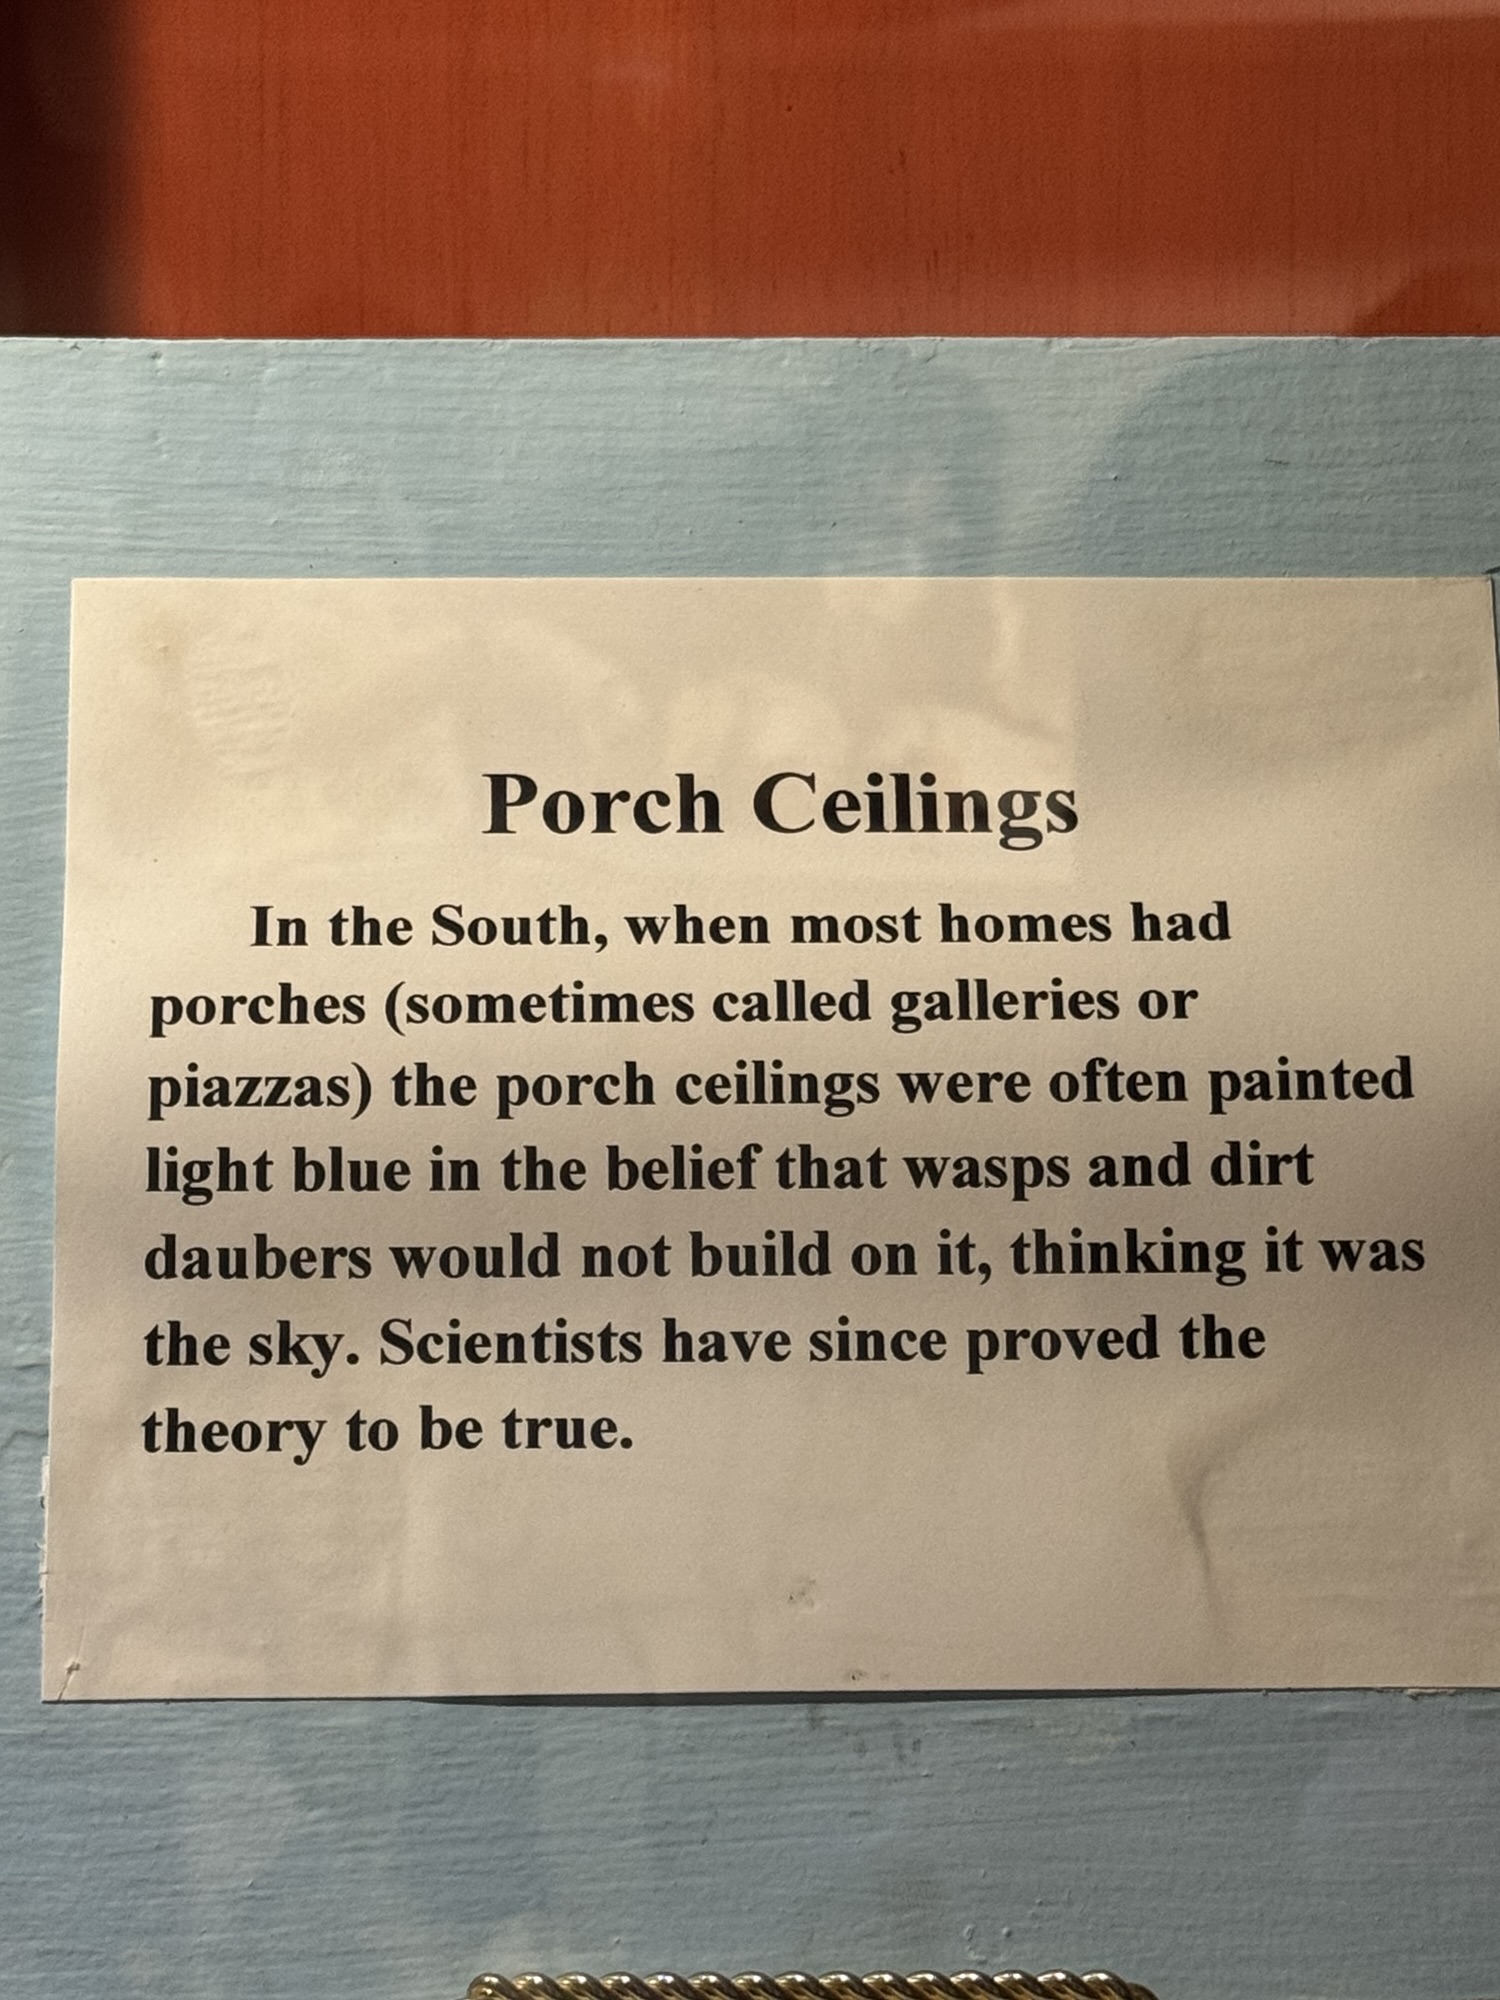 Porch Ceilings
In the South, when most homes had
porches (sometimes called galleries or
piazzas) the porch ceilings were often painted
light blue in the belief that wasps and dirt
daubers would not build on it, thinking it was
the sky. Scientists have since proved the
theory to be true.